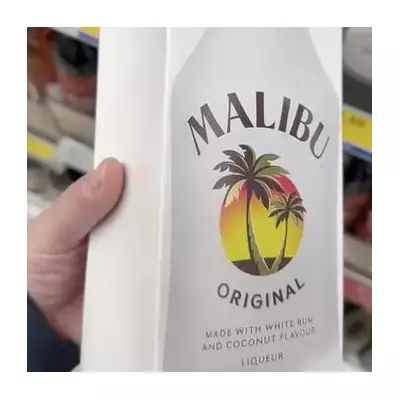 MALIBU
ORIGINAL
MADE WITH WHITE RUM
AND COCONUT FLAVOUR
LIQUEUR